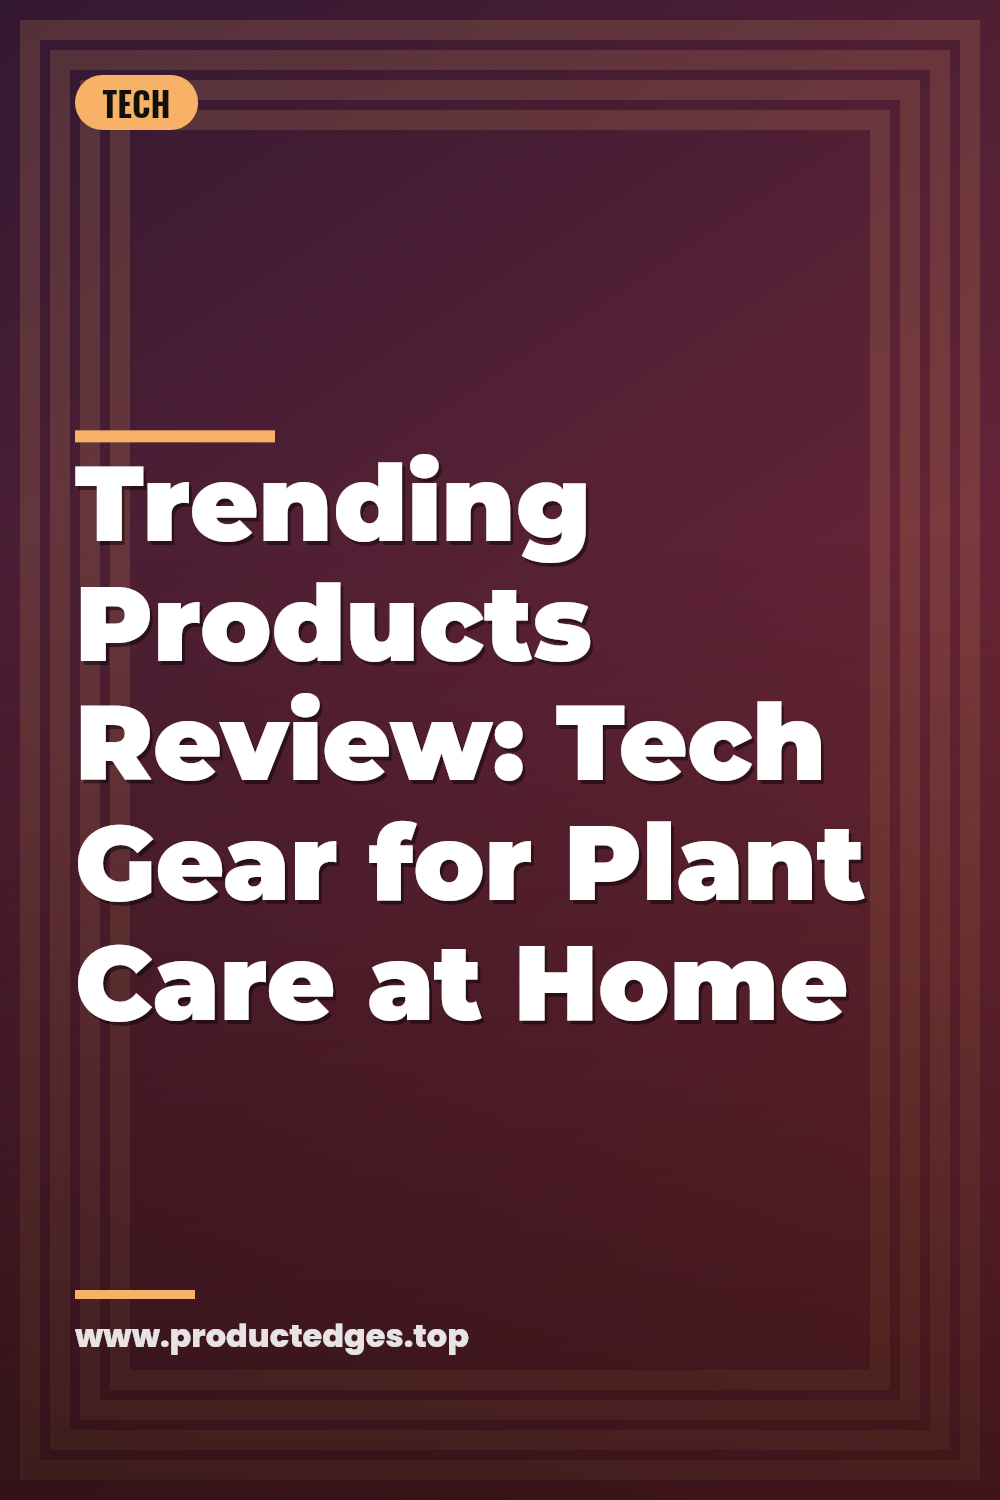 TECH
Trending
Products
Review: Tech
Gear for Plant
Care at Home
www.productedges.top